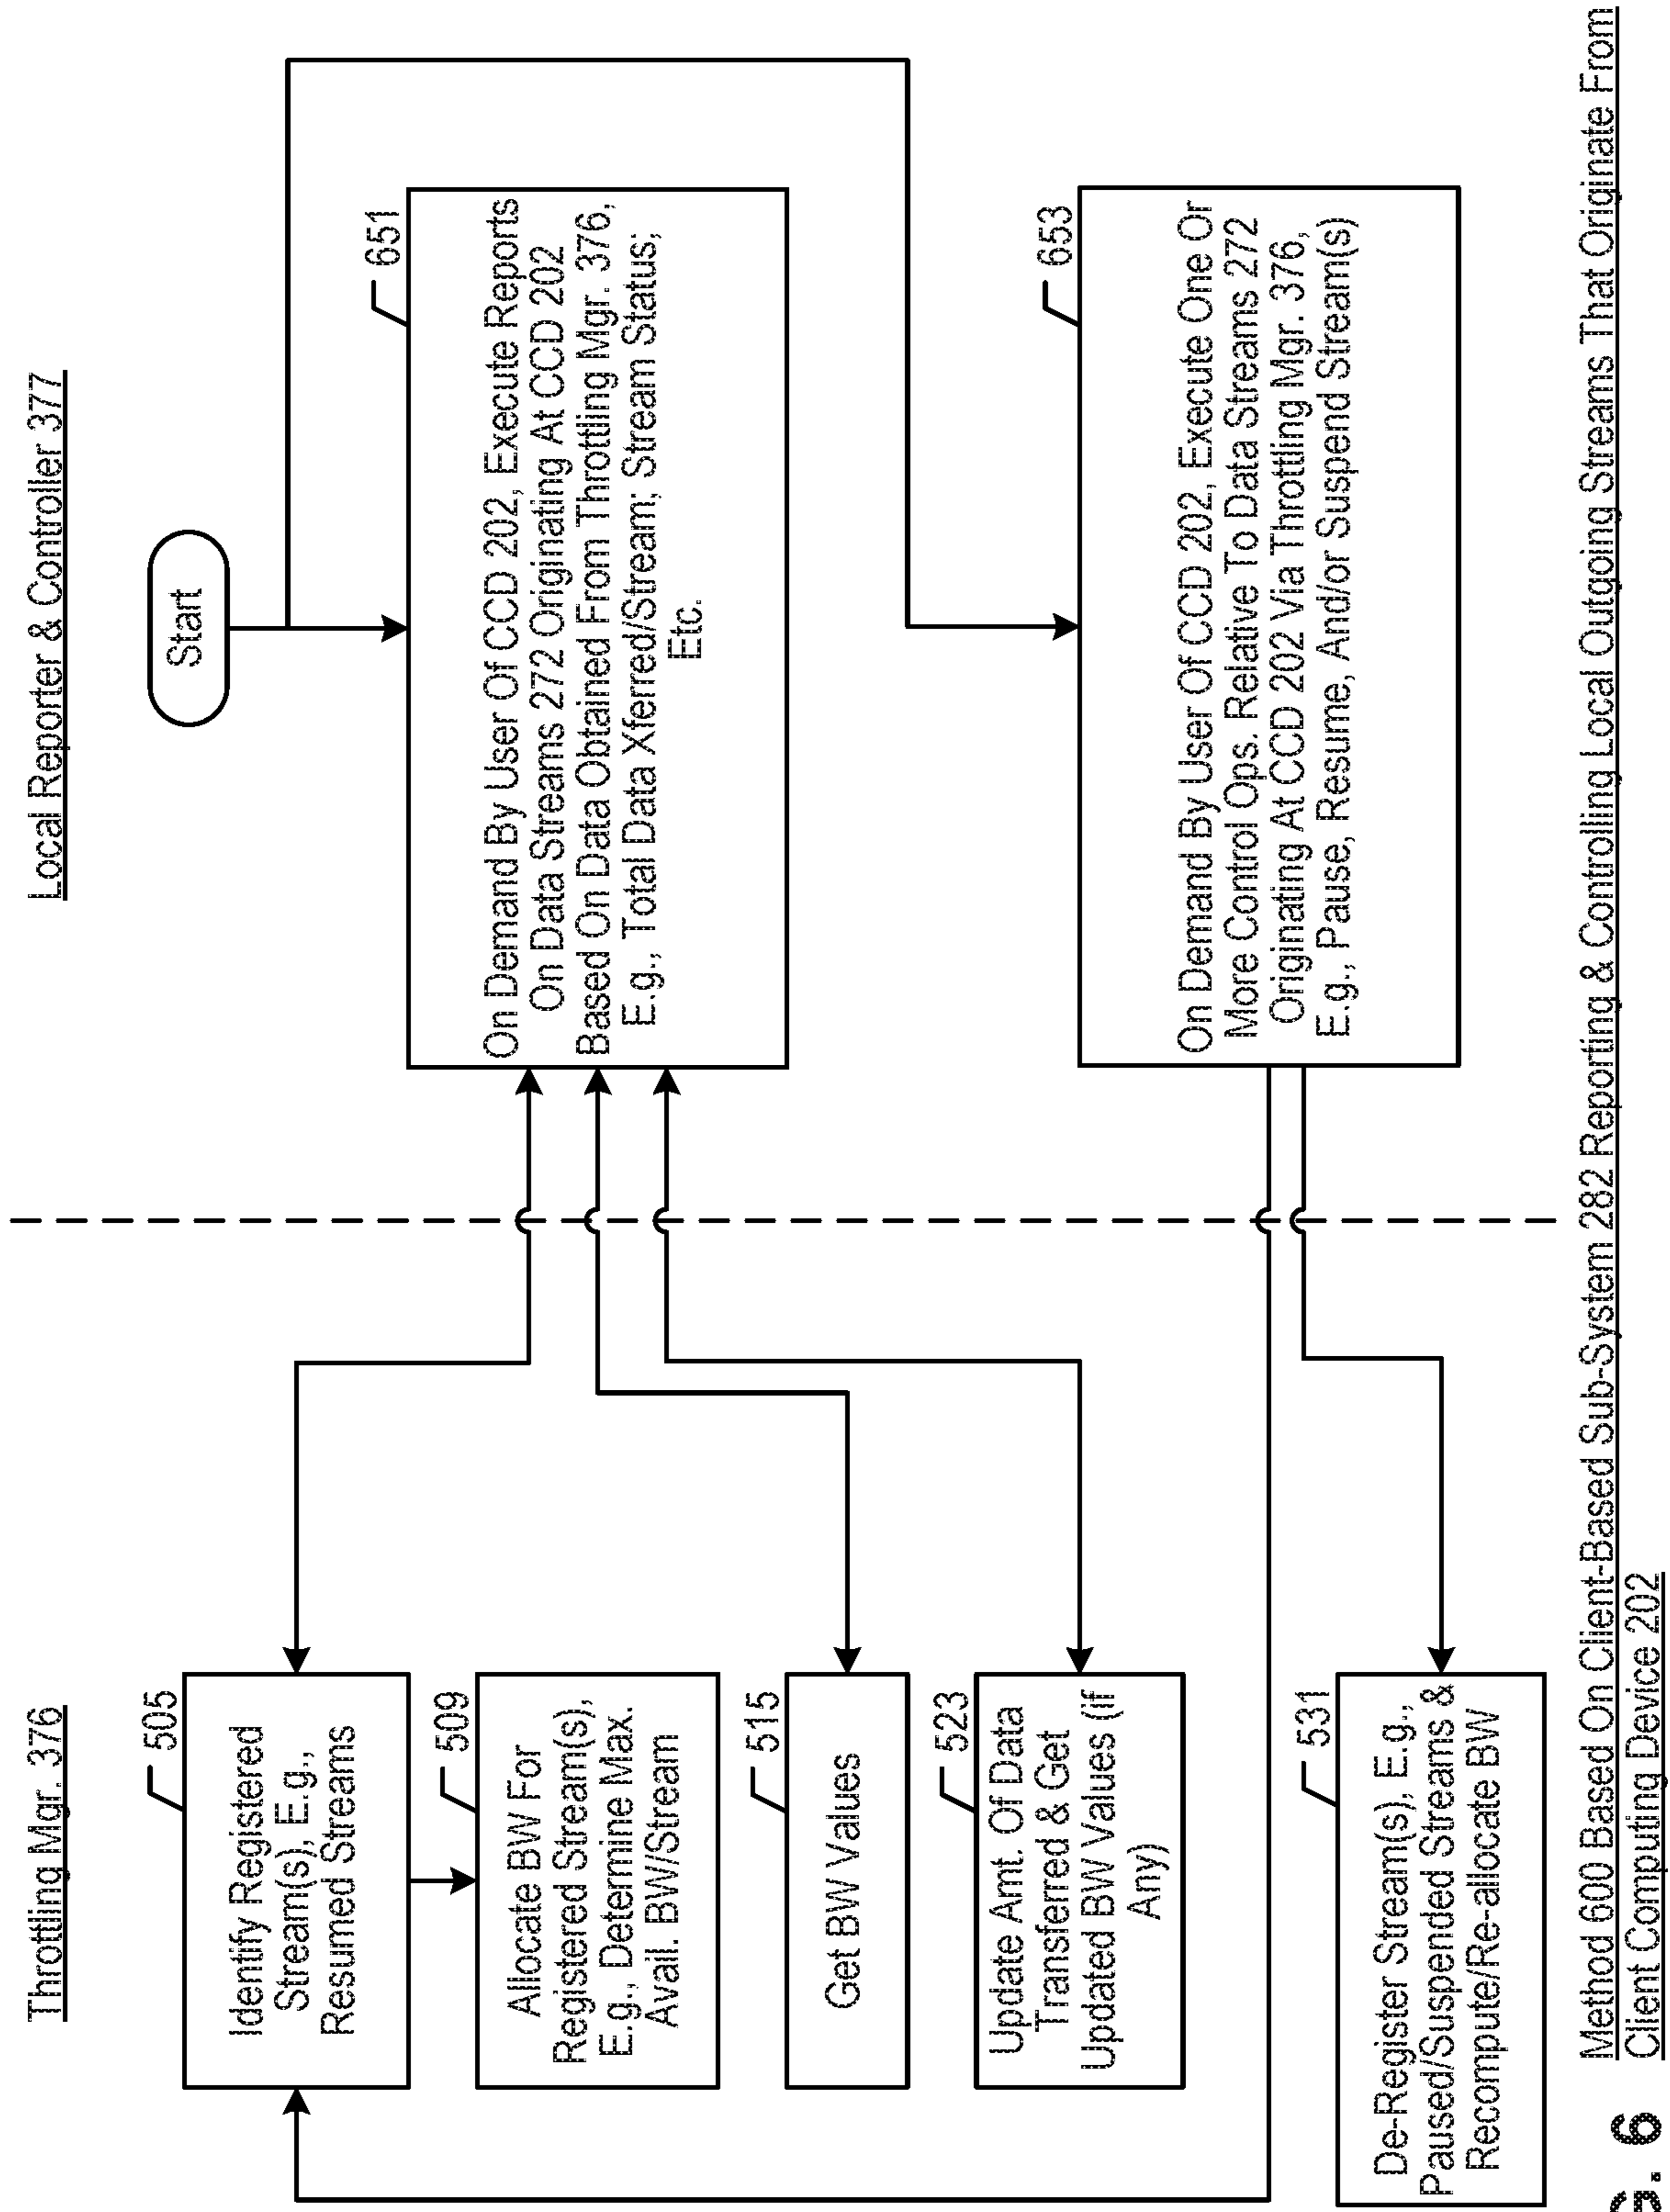 Throttling Mgr. 376
Local Reporter & Controller 377
Start
505
Identify Registered
Stream(s), E.g.,
Resumed Streams
509
Allocate BW For
Registered Stream(s),
E.g., Determine Max.
Avail. BW/Stream
515
Get BW Values
523
Update Amt. Of Data
Transferred & Get
Updated BW Values (if
Any)
531
De-Register Stream(s), E.g.,
Paused/Suspended Streams &
Recompute/Re-allocate BW
651
On Demand By User Of CCD 202, Execute Reports
On Data Streams 272 Originating At CCD 202
Based On Data Obtained From Throttling Mgr. 376,
E.g., Total Data Xferred/Stream; Stream Status;
Etc.
653
On Demand By User Of CCD 202, Execute One Or
More Control Ops. Relative To Data Streams 272
Originating At CCD 202 Via Throttling Mgr. 376,
E.g., Pause, Resume, And/or Suspend Stream(s)
G. 6
Method 600 Based On Client-Based Sub-System 282 Reporting & Controlling Local Outgoing Streams That Originate From
Client Computing Device 202